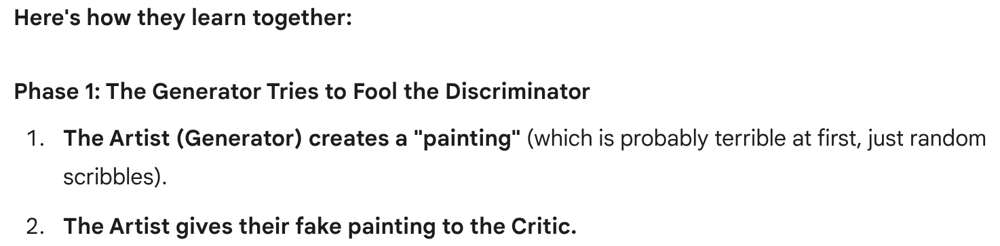 Here's how they learn together:
Phase 1: The Generator Tries to Fool the Discriminator
1. The Artist (Generator) creates a "painting" (which is probably terrible at first, just random
scribbles).
2. The Artist gives their fake painting to the Critic.